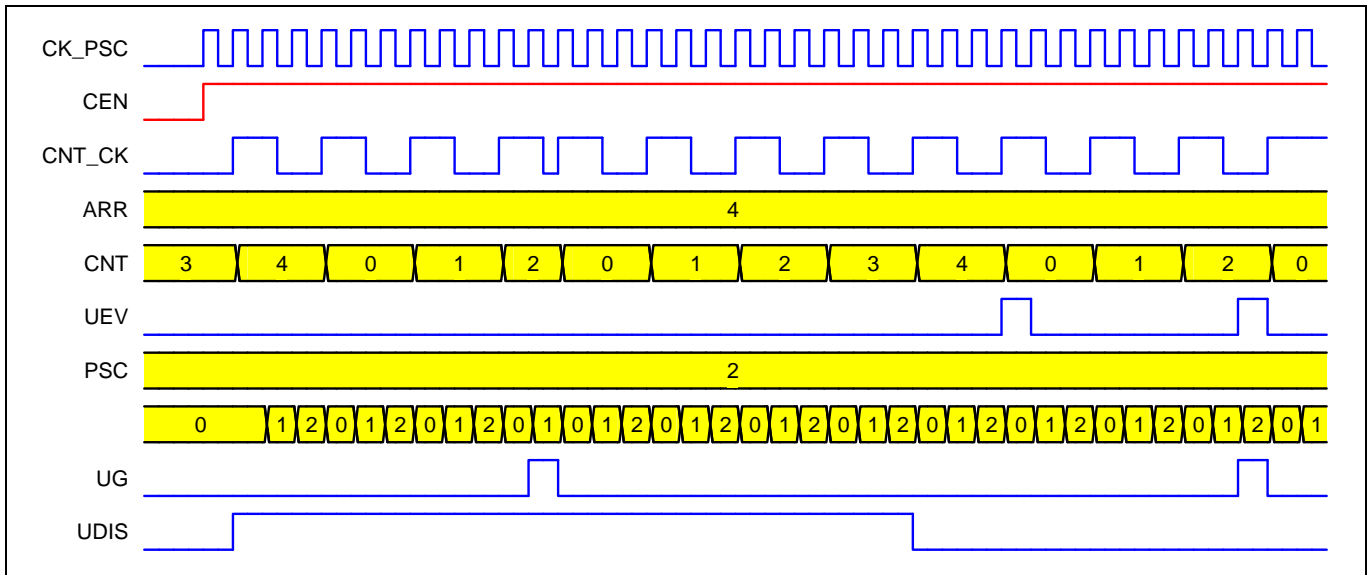 CK_PSC
CEN
CNT_CK
ARR 4
CNT 3 4 0 1 2 0 1 2 3 4 0 1 2 0
UEV
PSC 2
0 1 2 0 1 2 0 1 2 0 1 0 1 2 0 1 2 0 1 2 0 1 2 0 1 2 0 1 2 0 1 2 0 1 2 0 1
UG
UDIS